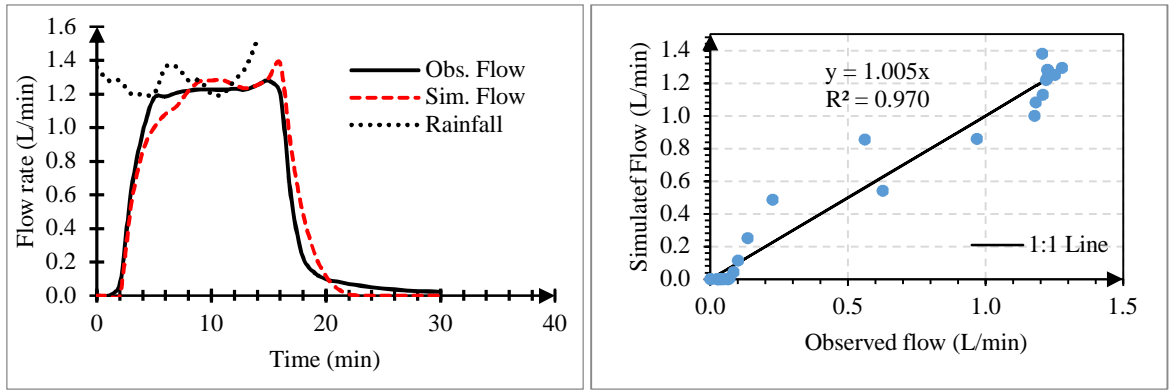 1.6
1.4
1.2
1.0
0.8
0.6
0.4
0.2
0.0
0
10
20
30
40
Flow rate (L/min)
Time (min)
Obs. Flow
Sim. Flow
Rainfall
1.4
1.2
1.0
0.8
0.6
0.4
0.2
0.0
0.0
0.5
1.0
1.5
Simulatef Flow (L/min)
Observed flow (L/min)
y = 1.005x
R² = 0.970
1:1 Line